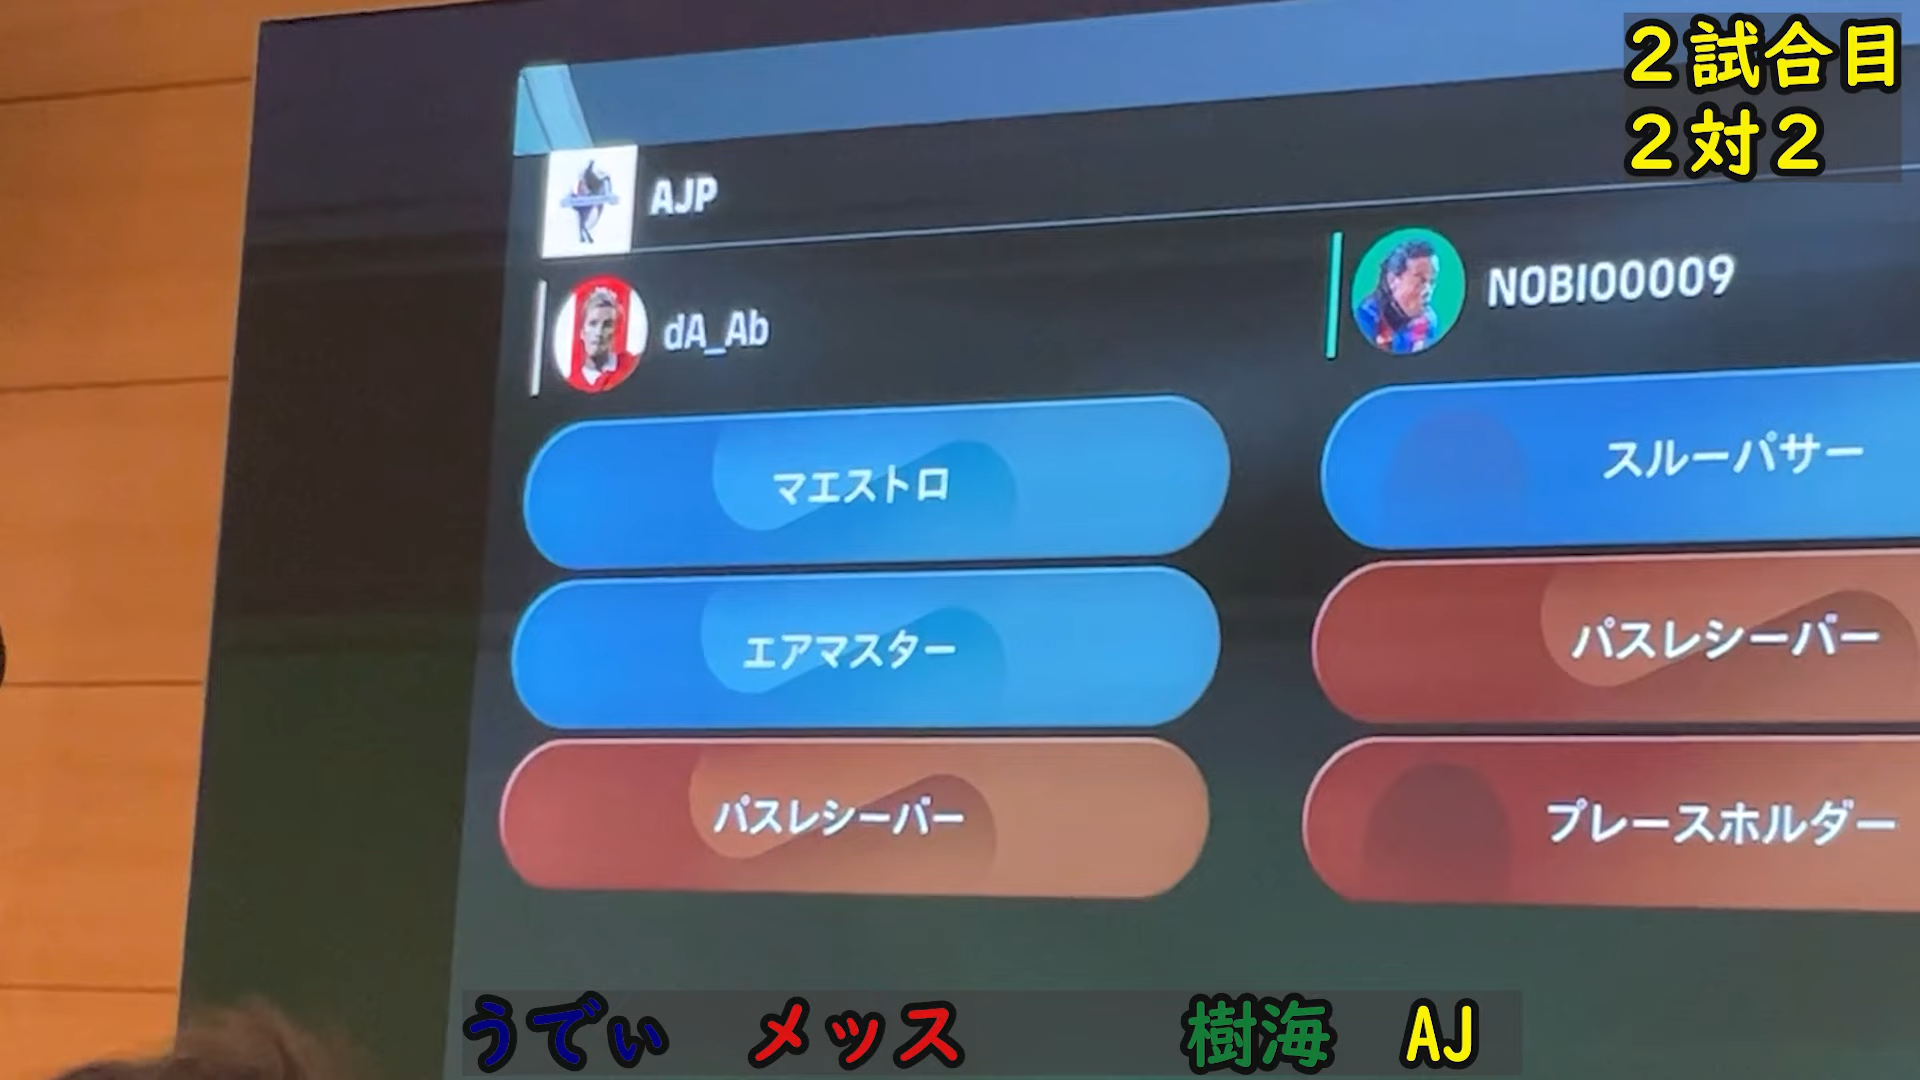 ２試合目
２対２
AJP
dA_Ab
NOBI00009
マエストロ
スルーパサー
エアマスター
パスレシーバー
パスレシーバー
プレースホルダー
うでぃ メッス 樹海 AJ